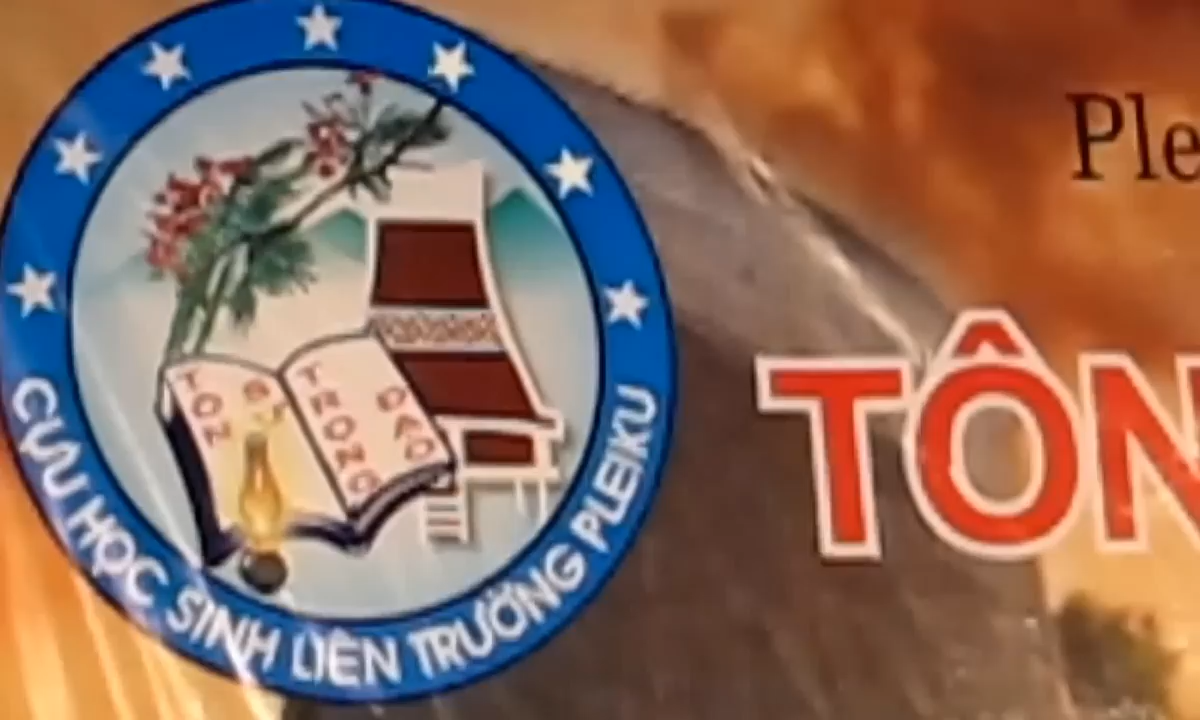 CỰU HỌC SINH LIÊN TRƯỜNG PLEIKU
TÔN
SƯ
TRỌNG
ĐẠO
Ple
TÔN